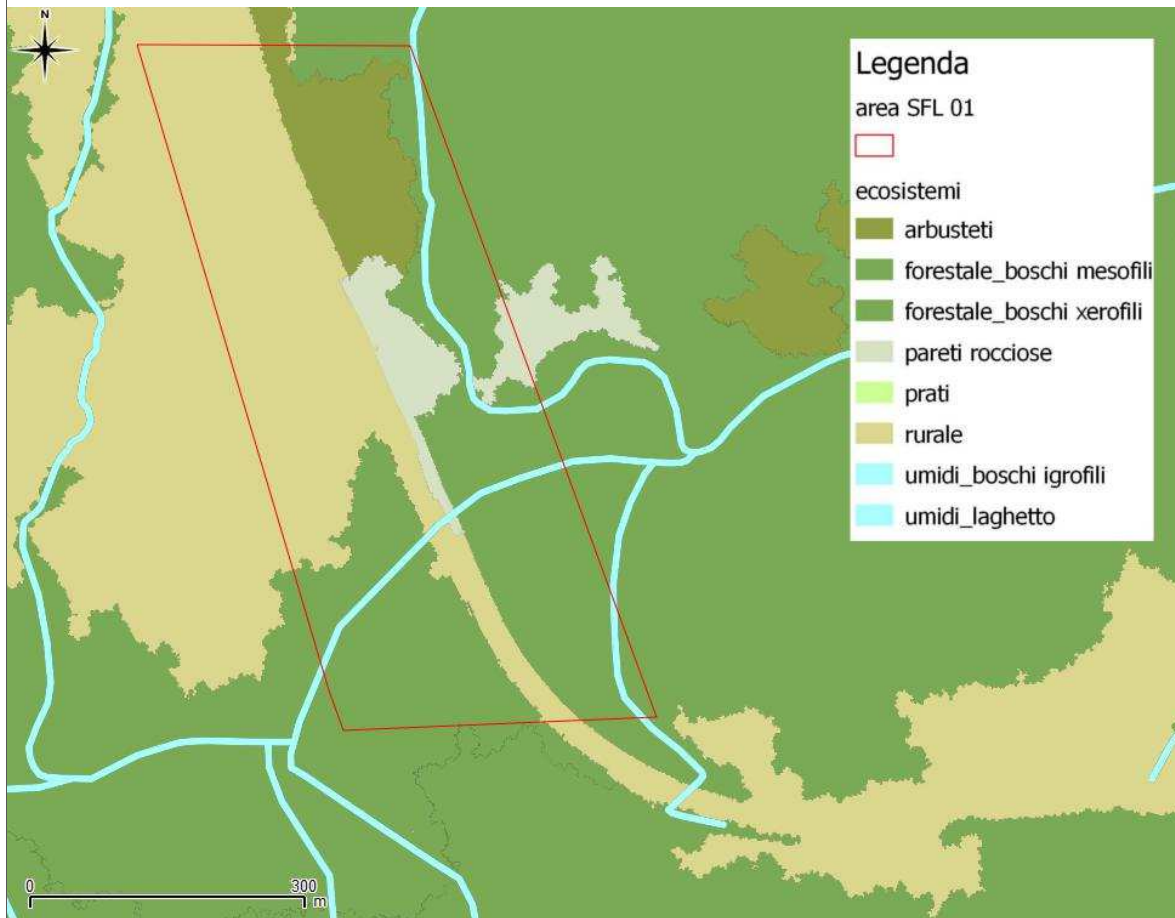 N
Legenda
area SFL 01
ecosistemi
arbusteti
forestale_boschi mesofili
forestale_boschi xerofili
pareti rocciose
prati
rurale
umidi_boschi igrofili
umidi_laghetto
0 300
m